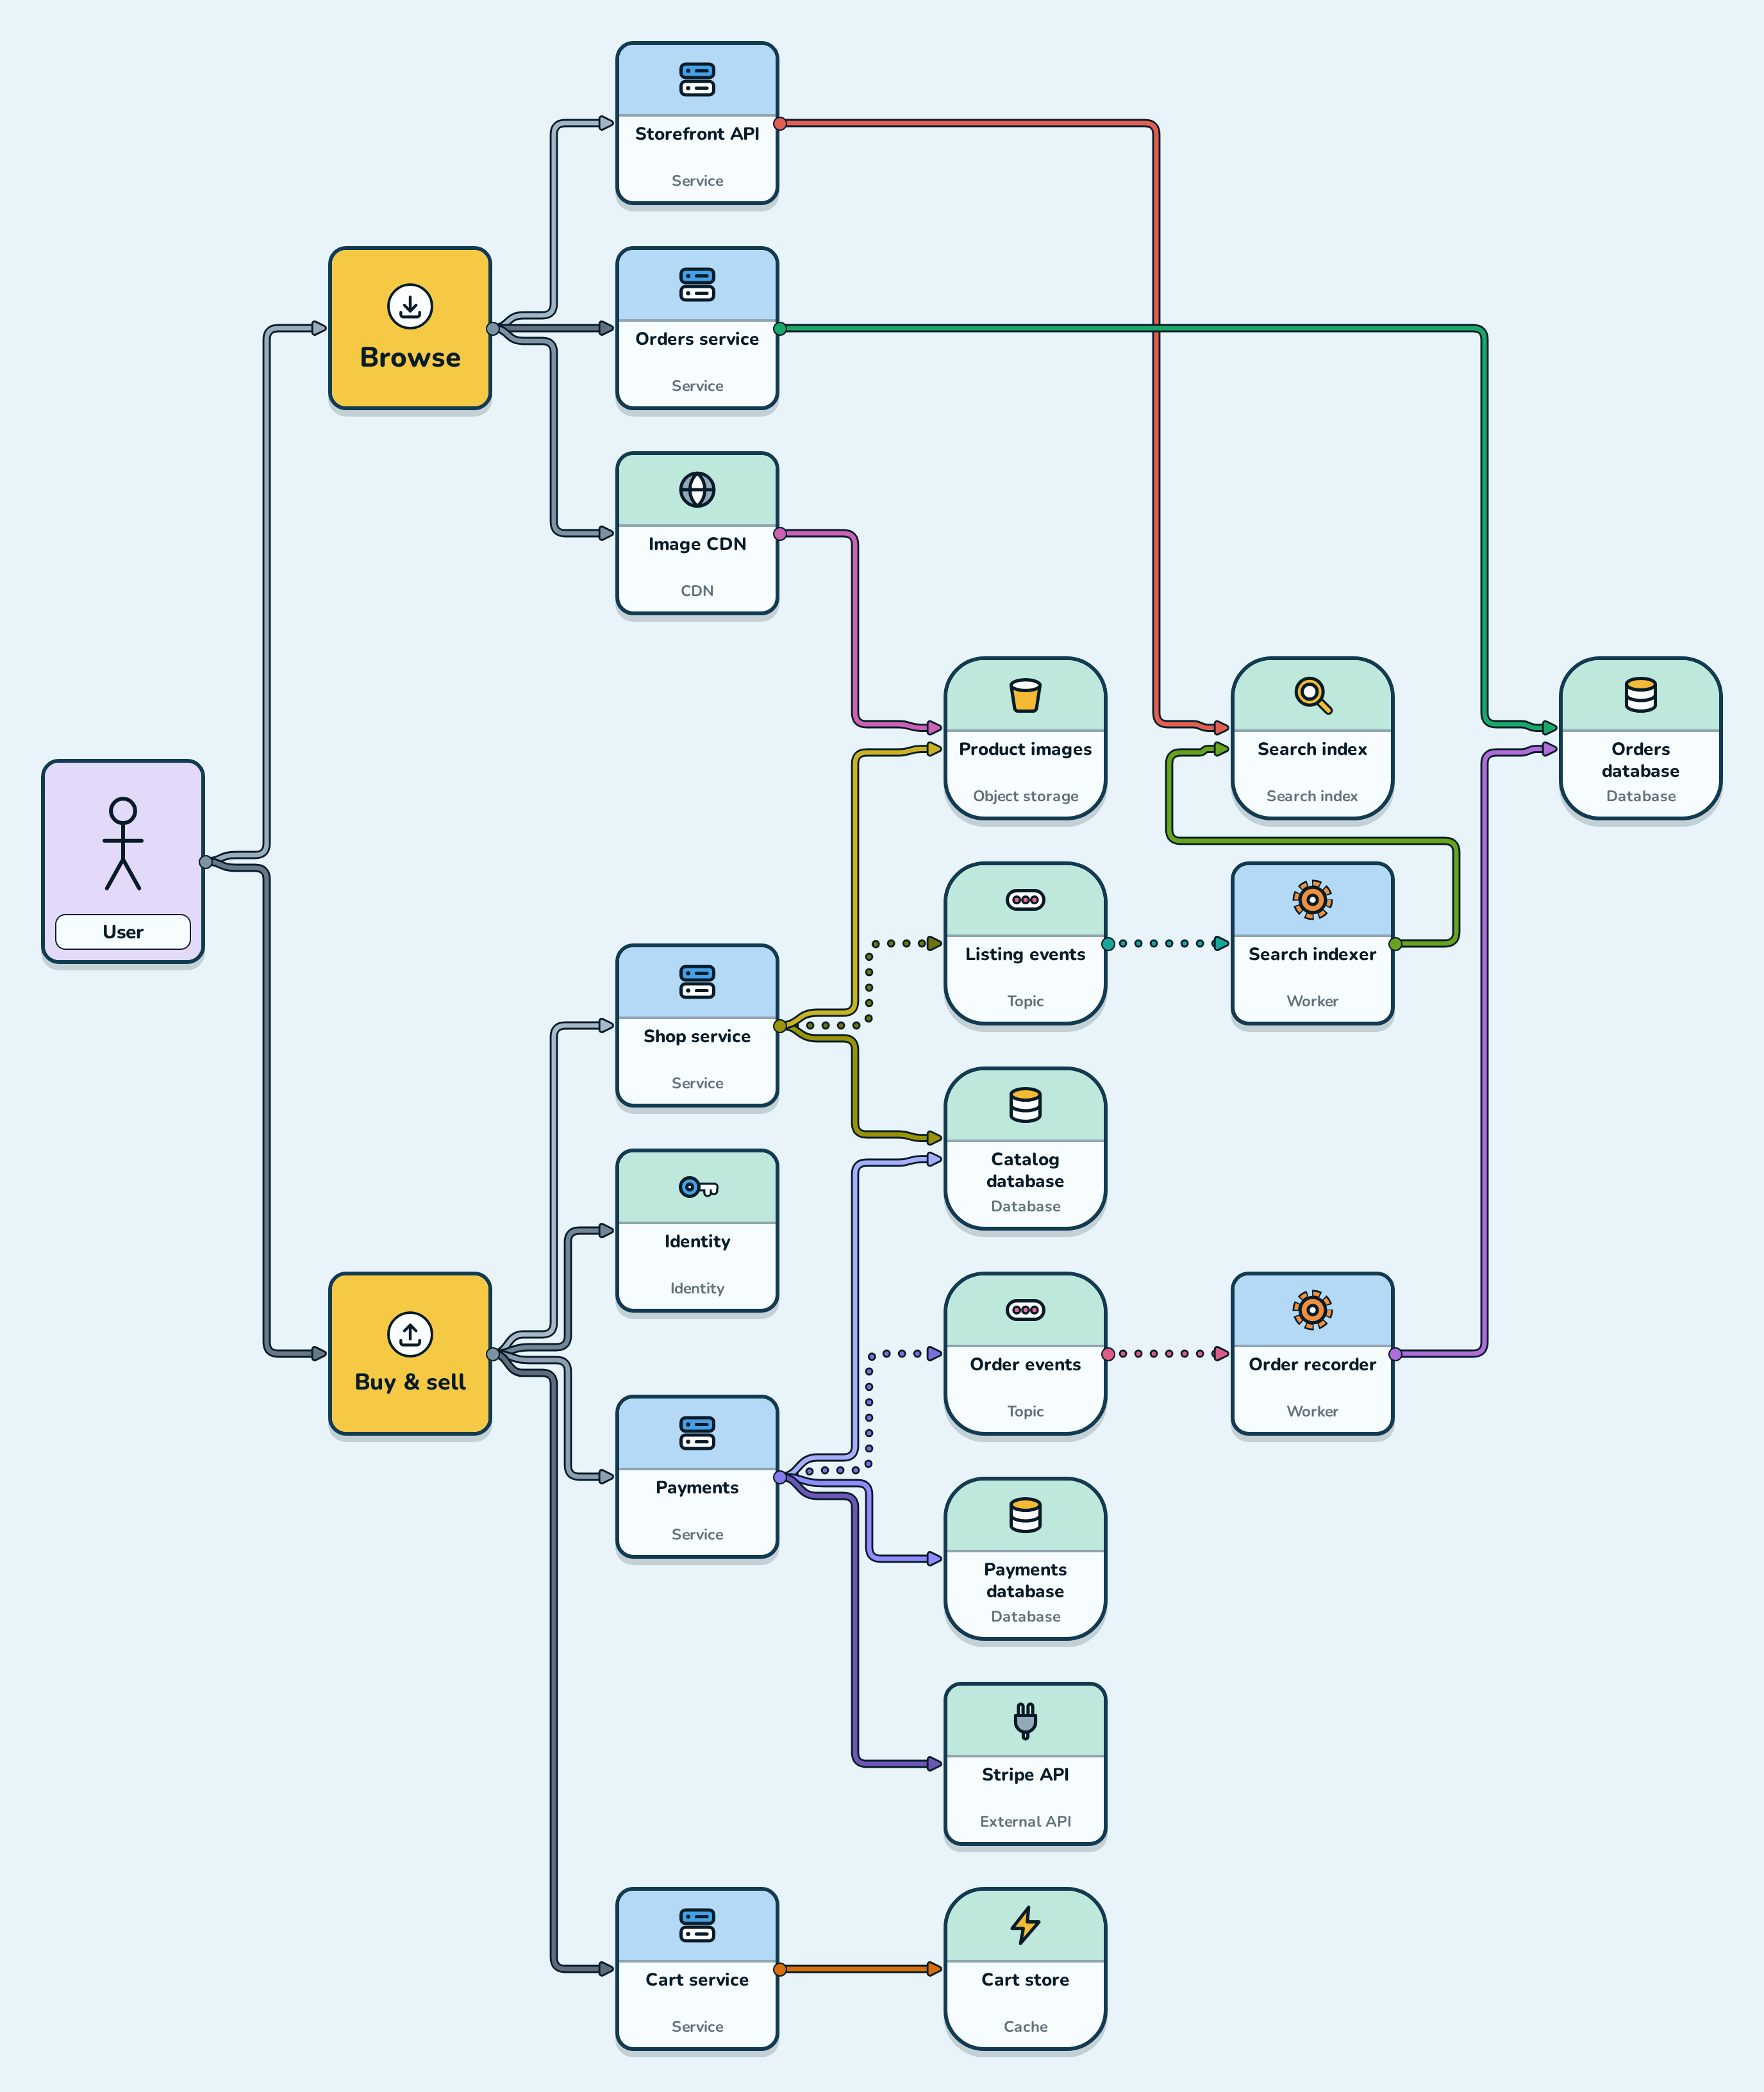 Storefront API
Service
Browse
Orders service
Service
Image CDN
CDN
Product images
Object storage
Search index
Search index
Orders
database
Database
User
Listing events
Topic
Search indexer
Worker
Shop service
Service
Catalog
database
Database
Identity
Identity
Buy & sell
Order events
Topic
Order recorder
Worker
Payments
Service
Payments
database
Database
Stripe API
External API
Cart service
Service
Cart store
Cache